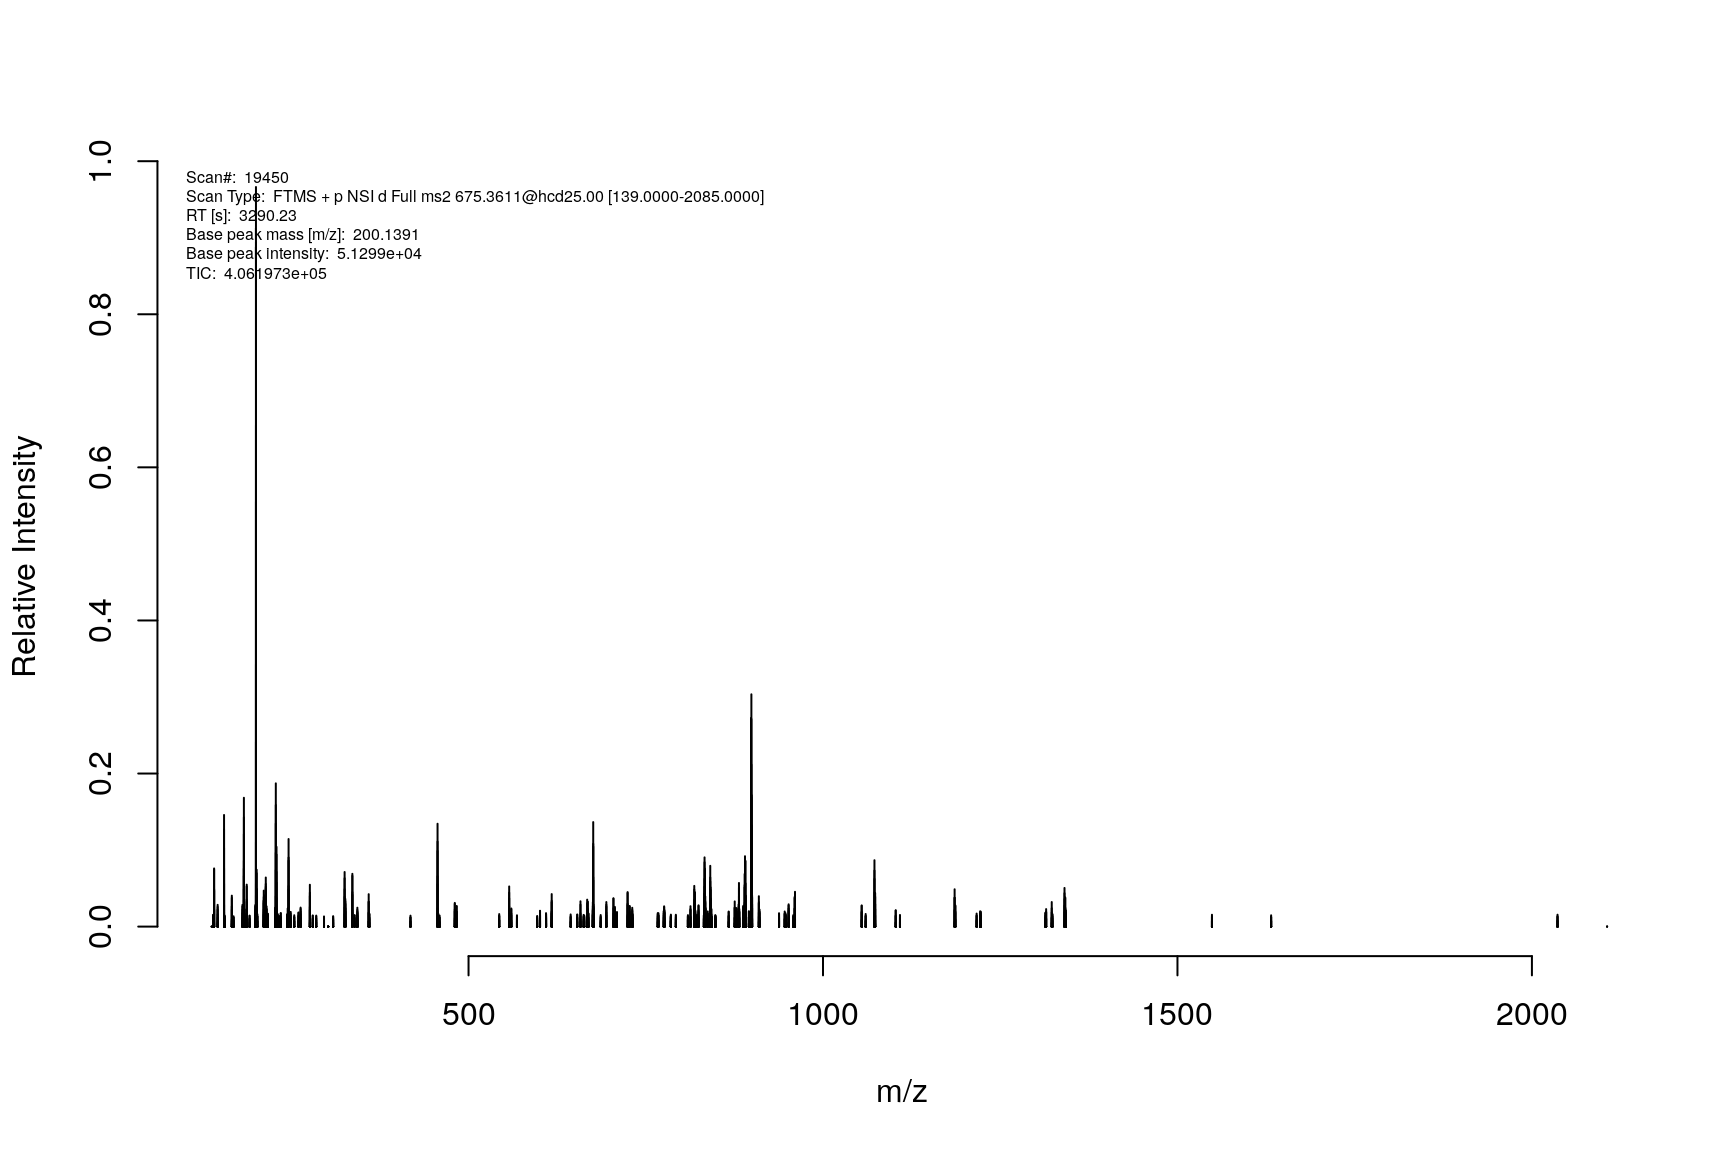 Scan#: 19450
Scan Type: FTMS + p NSI d Full ms2 675.3611@hcd25.00 [139.0000-2085.0000]
RT [s]: 3290.23
Base peak mass [m/z]: 200.1391
Base peak intensity: 5.1299e+04
TIC: 4.061973e+05
1.0
0.8
0.6
0.4
0.2
0.0
Relative Intensity
500 1000 1500 2000
m/z